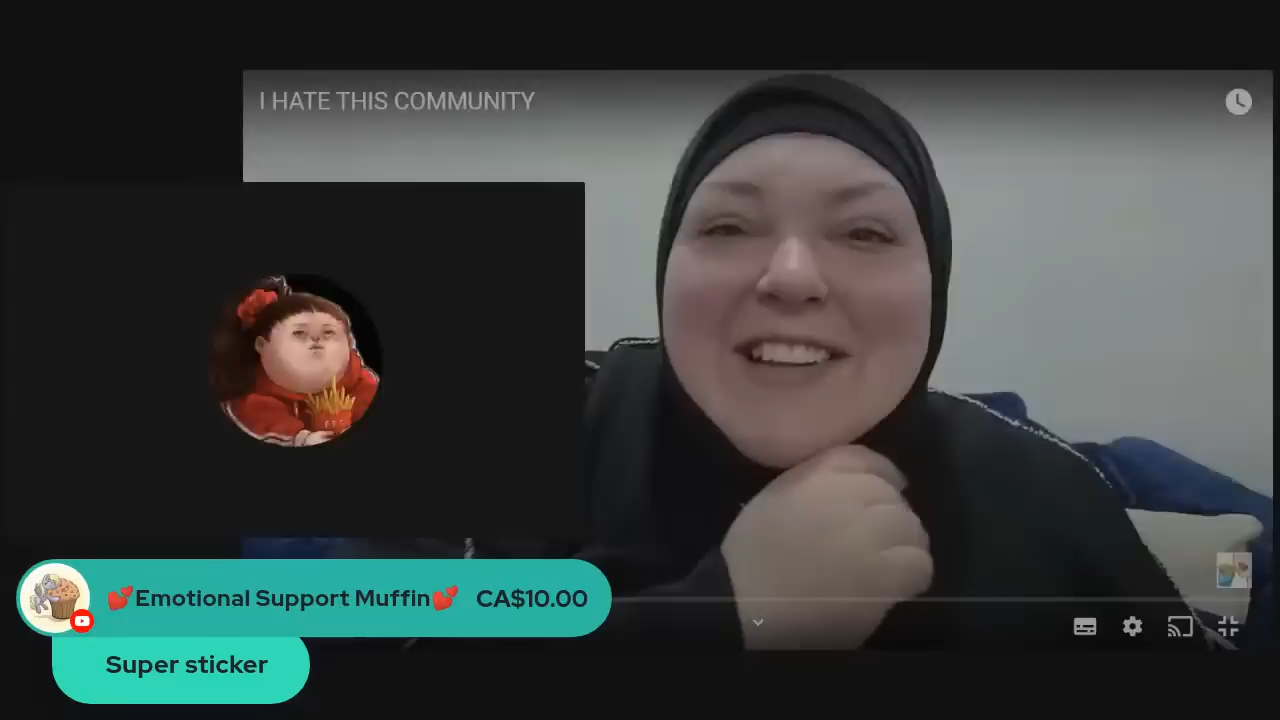 I HATE THIS COMMUNITY
💕Emotional Support Muffin💕 CA$10.00
Super sticker